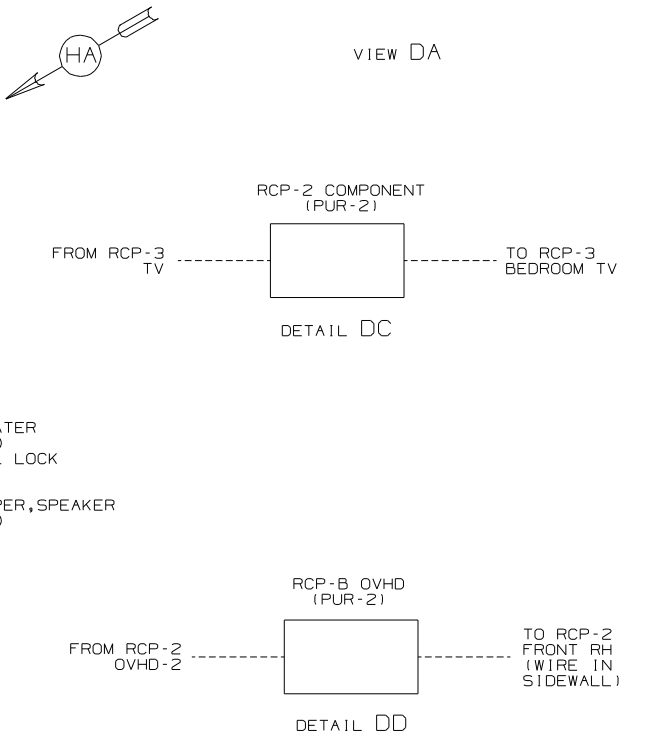 HA
VIEW DA
RCP-2 COMPONENT
(PUR-2)
FROM RCP-3
TV
TO RCP-3
BEDROOM TV
DETAIL DC
LOCK
SPEAKER
RCP-B OVHD
(PUR-2)
FROM RCP-2
OVHD-2
TO RCP-2
FRONT RH
(WIRE IN
SIDEWALL)
DETAIL DD